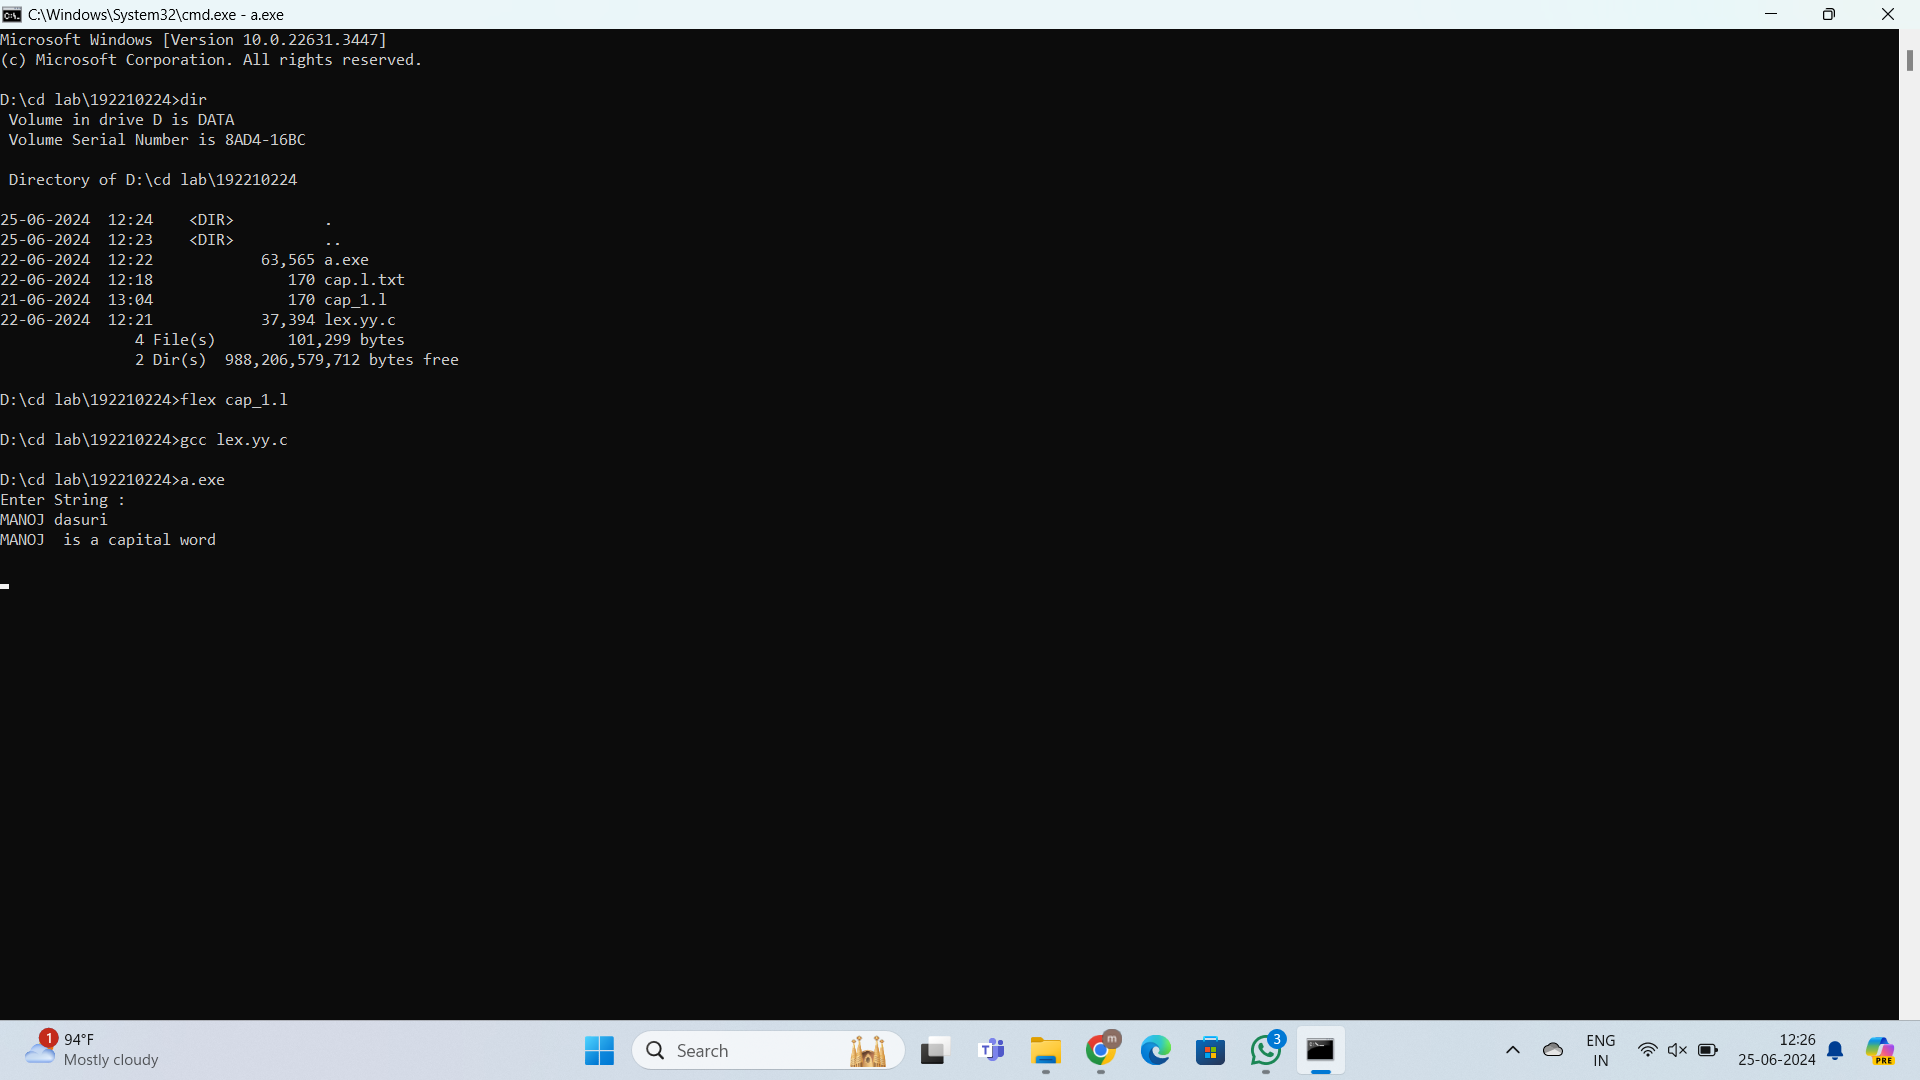 C:\Windows\System32\cmd.exe - a.exe
Microsoft Windows [Version 10.0.22631.3447]
(c) Microsoft Corporation. All rights reserved.
D:\cd lab\192210224>dir
 Volume in drive D is DATA
 Volume Serial Number is 8AD4-16BC
 Directory of D:\cd lab\192210224
25-06-2024  12:24    <DIR>          .
25-06-2024  12:23    <DIR>          ..
22-06-2024  12:22            63,565 a.exe
22-06-2024  12:18               170 cap.l.txt
21-06-2024  13:04               170 cap_1.l
22-06-2024  12:21            37,394 lex.yy.c
               4 File(s)        101,299 bytes
               2 Dir(s)  988,206,579,712 bytes free
D:\cd lab\192210224>flex cap_1.l
D:\cd lab\192210224>gcc lex.yy.c
D:\cd lab\192210224>a.exe
Enter String :
MANOJ dasuri
MANOJ  is a capital word
1
94°F
Mostly cloudy
Search
T
m
3
ENG
IN
12:26
25-06-2024
PRE